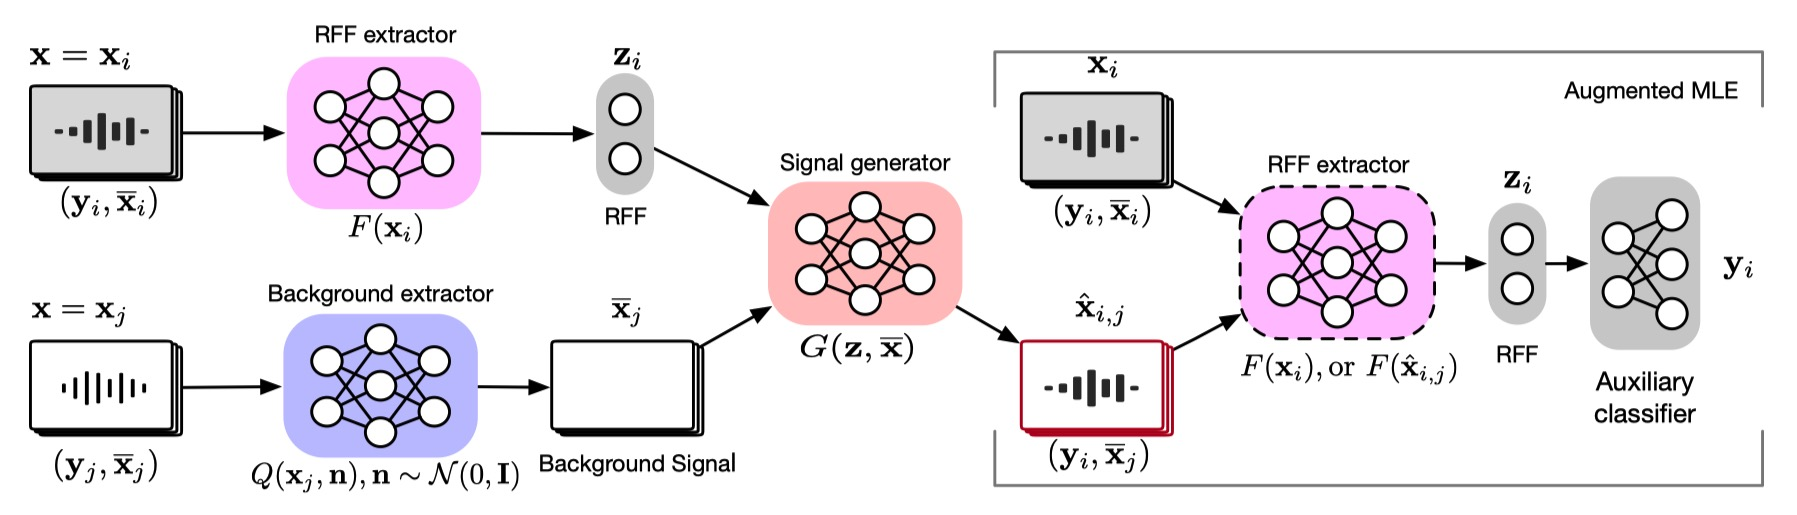 x = x_i
(y_i, x̅_i)
RFF extractor
F(x_i)
z_i
RFF
x = x_j
(y_j, x̅_j)
Background extractor
Q(x_j, n), n ∼ 𝒩(0, I)
x̅_j
Background Signal
Signal generator
G(z, x̅)
Augmented MLE
x_i
(y_i, x̅_i)
x̂_{i,j}
(y_i, x̅_j)
RFF extractor
F(x_i), or F(x̂_{i,j})
z_i
RFF
Auxiliary
classifier
y_i